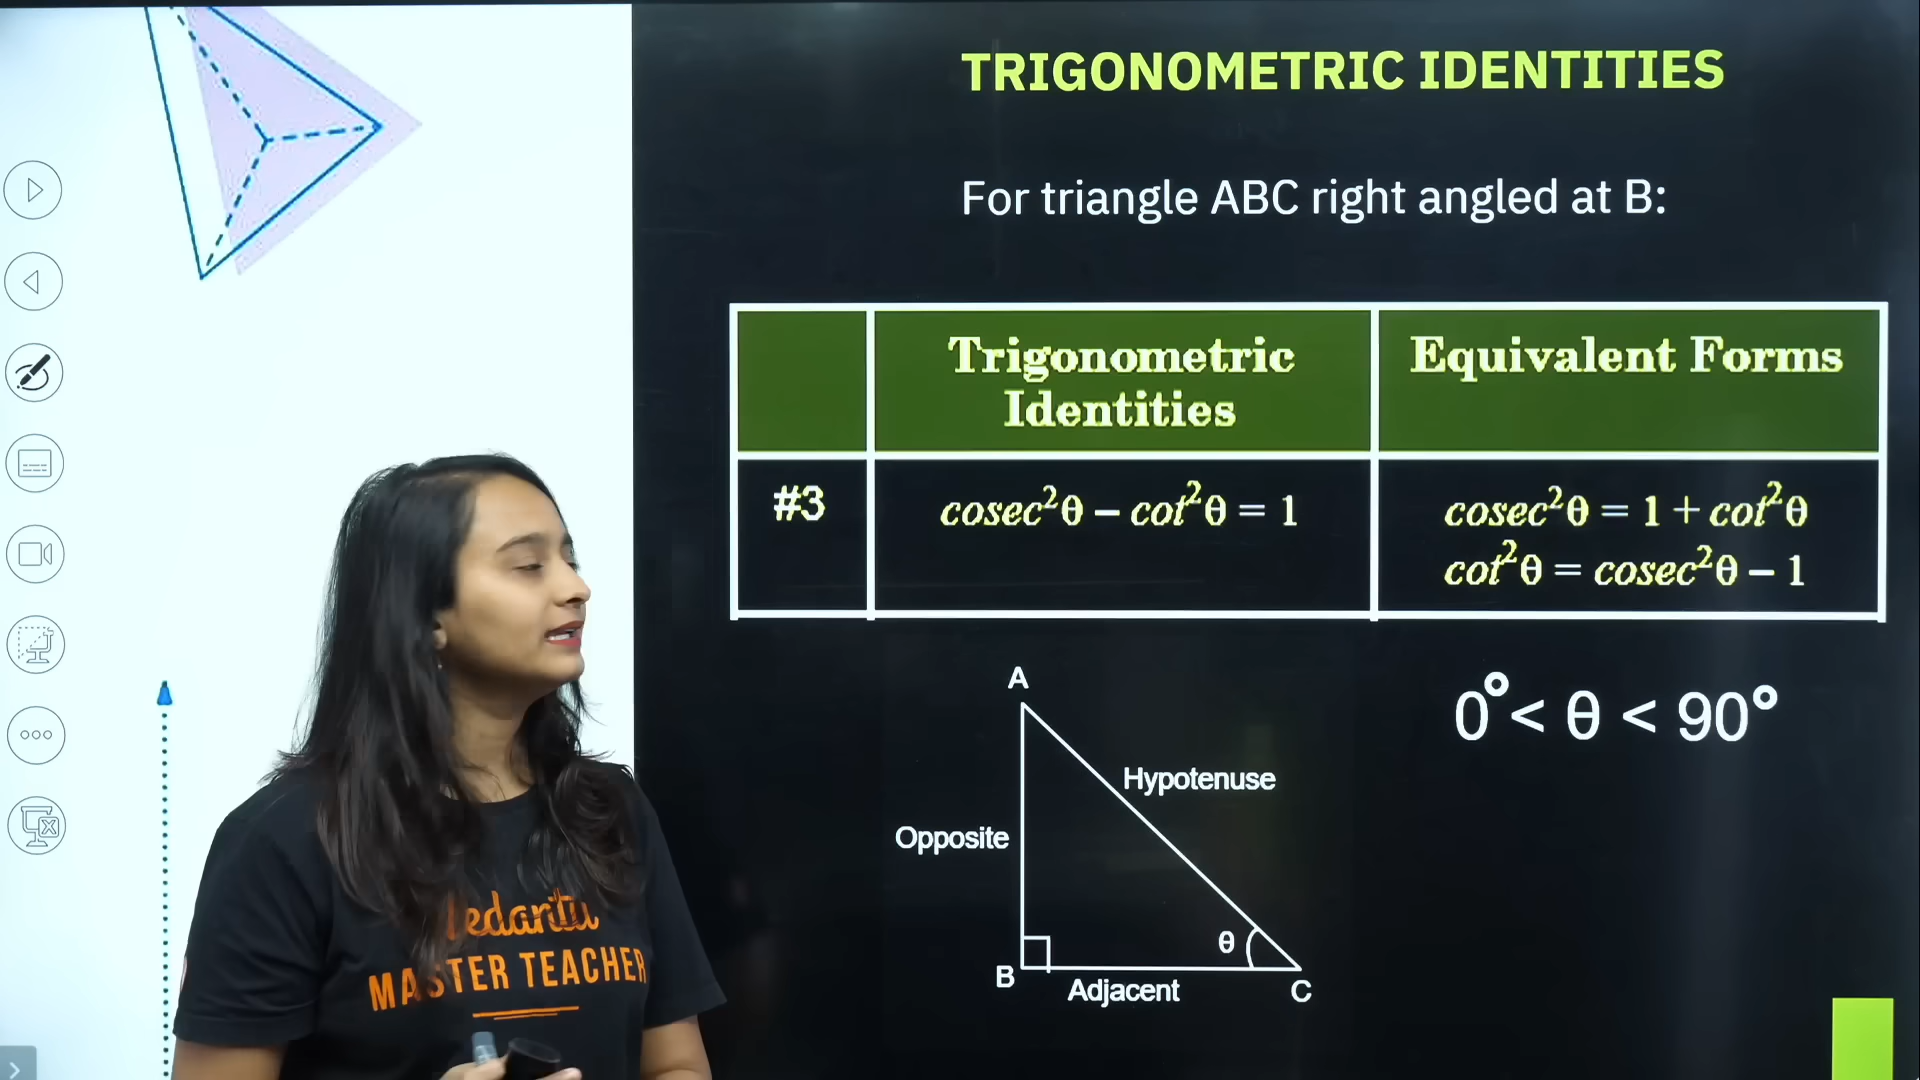 TRIGONOMETRIC IDENTITIES
For triangle ABC right angled at B:
Trigonometric Identities
Equivalent Forms
#3
cosec²θ – cot²θ = 1
cosec²θ = 1 + cot²θ
cot²θ = cosec²θ – 1
0° < θ < 90°
A
Hypotenuse
Opposite
θ
B
Adjacent
C
Vedantu
MASTER TEACHER